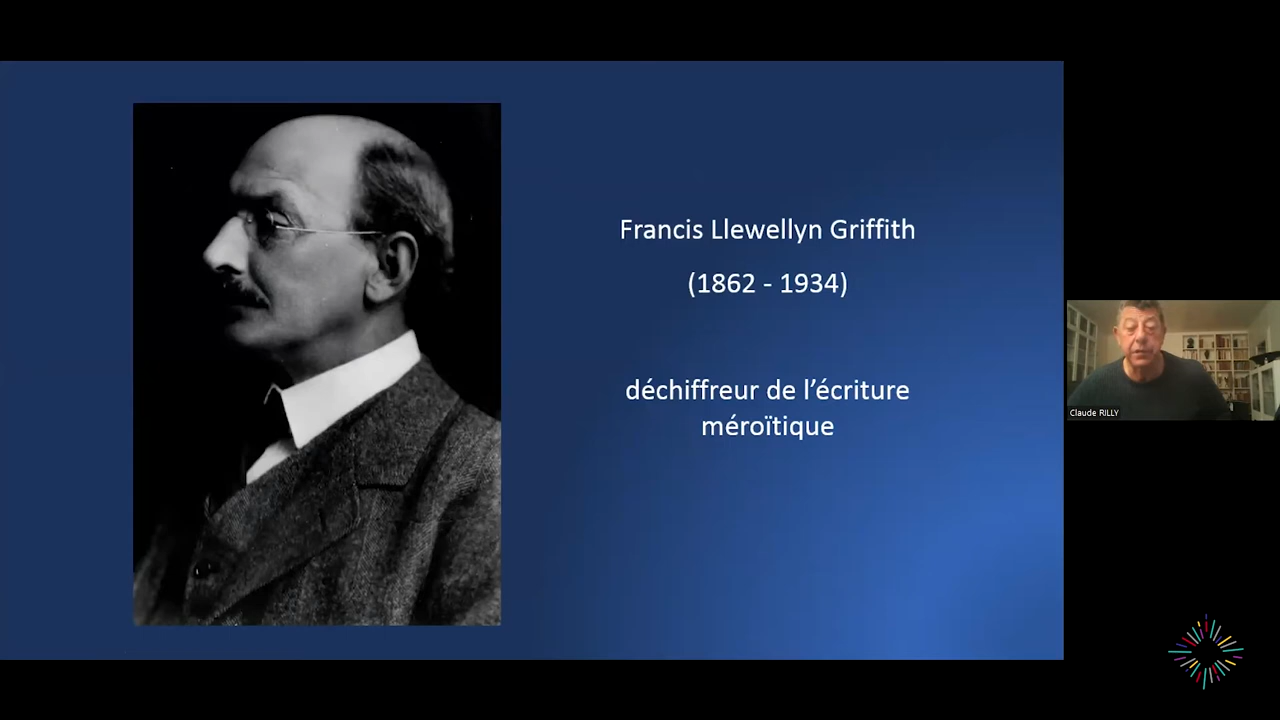 Francis Llewellyn Griffith
(1862 - 1934)
déchiffreur de l’écriture
méroïtique
Claude RILLY